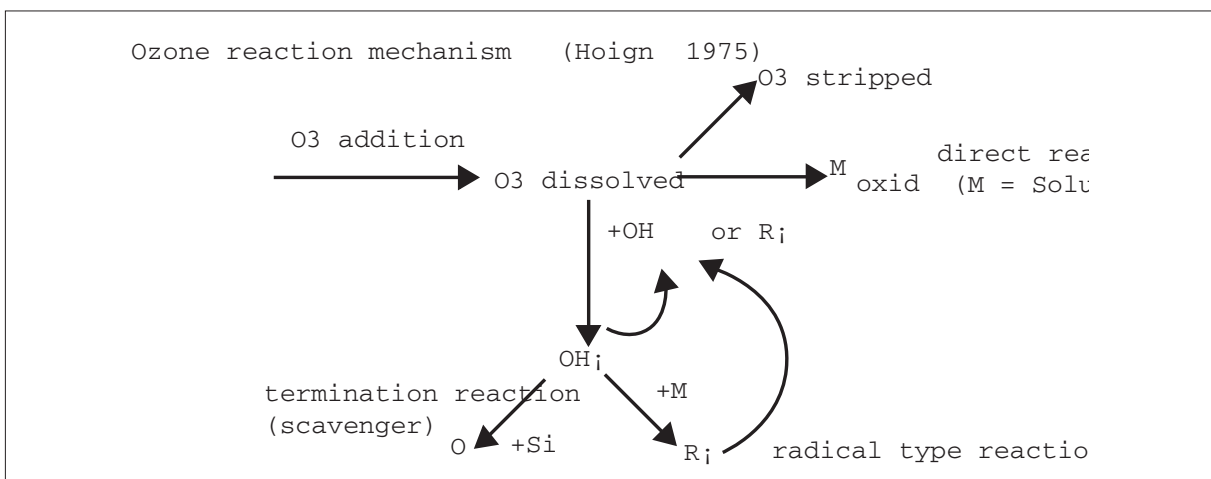 Ozone reaction mechanism (Hoign 1975)
O3 stripped
O3 addition
O3 dissolved
M oxid
direct rea
(M = Solu
+OH or R¡
OH¡
termination reaction
(scavenger)
+M
O +Si
R¡
radical type reactio